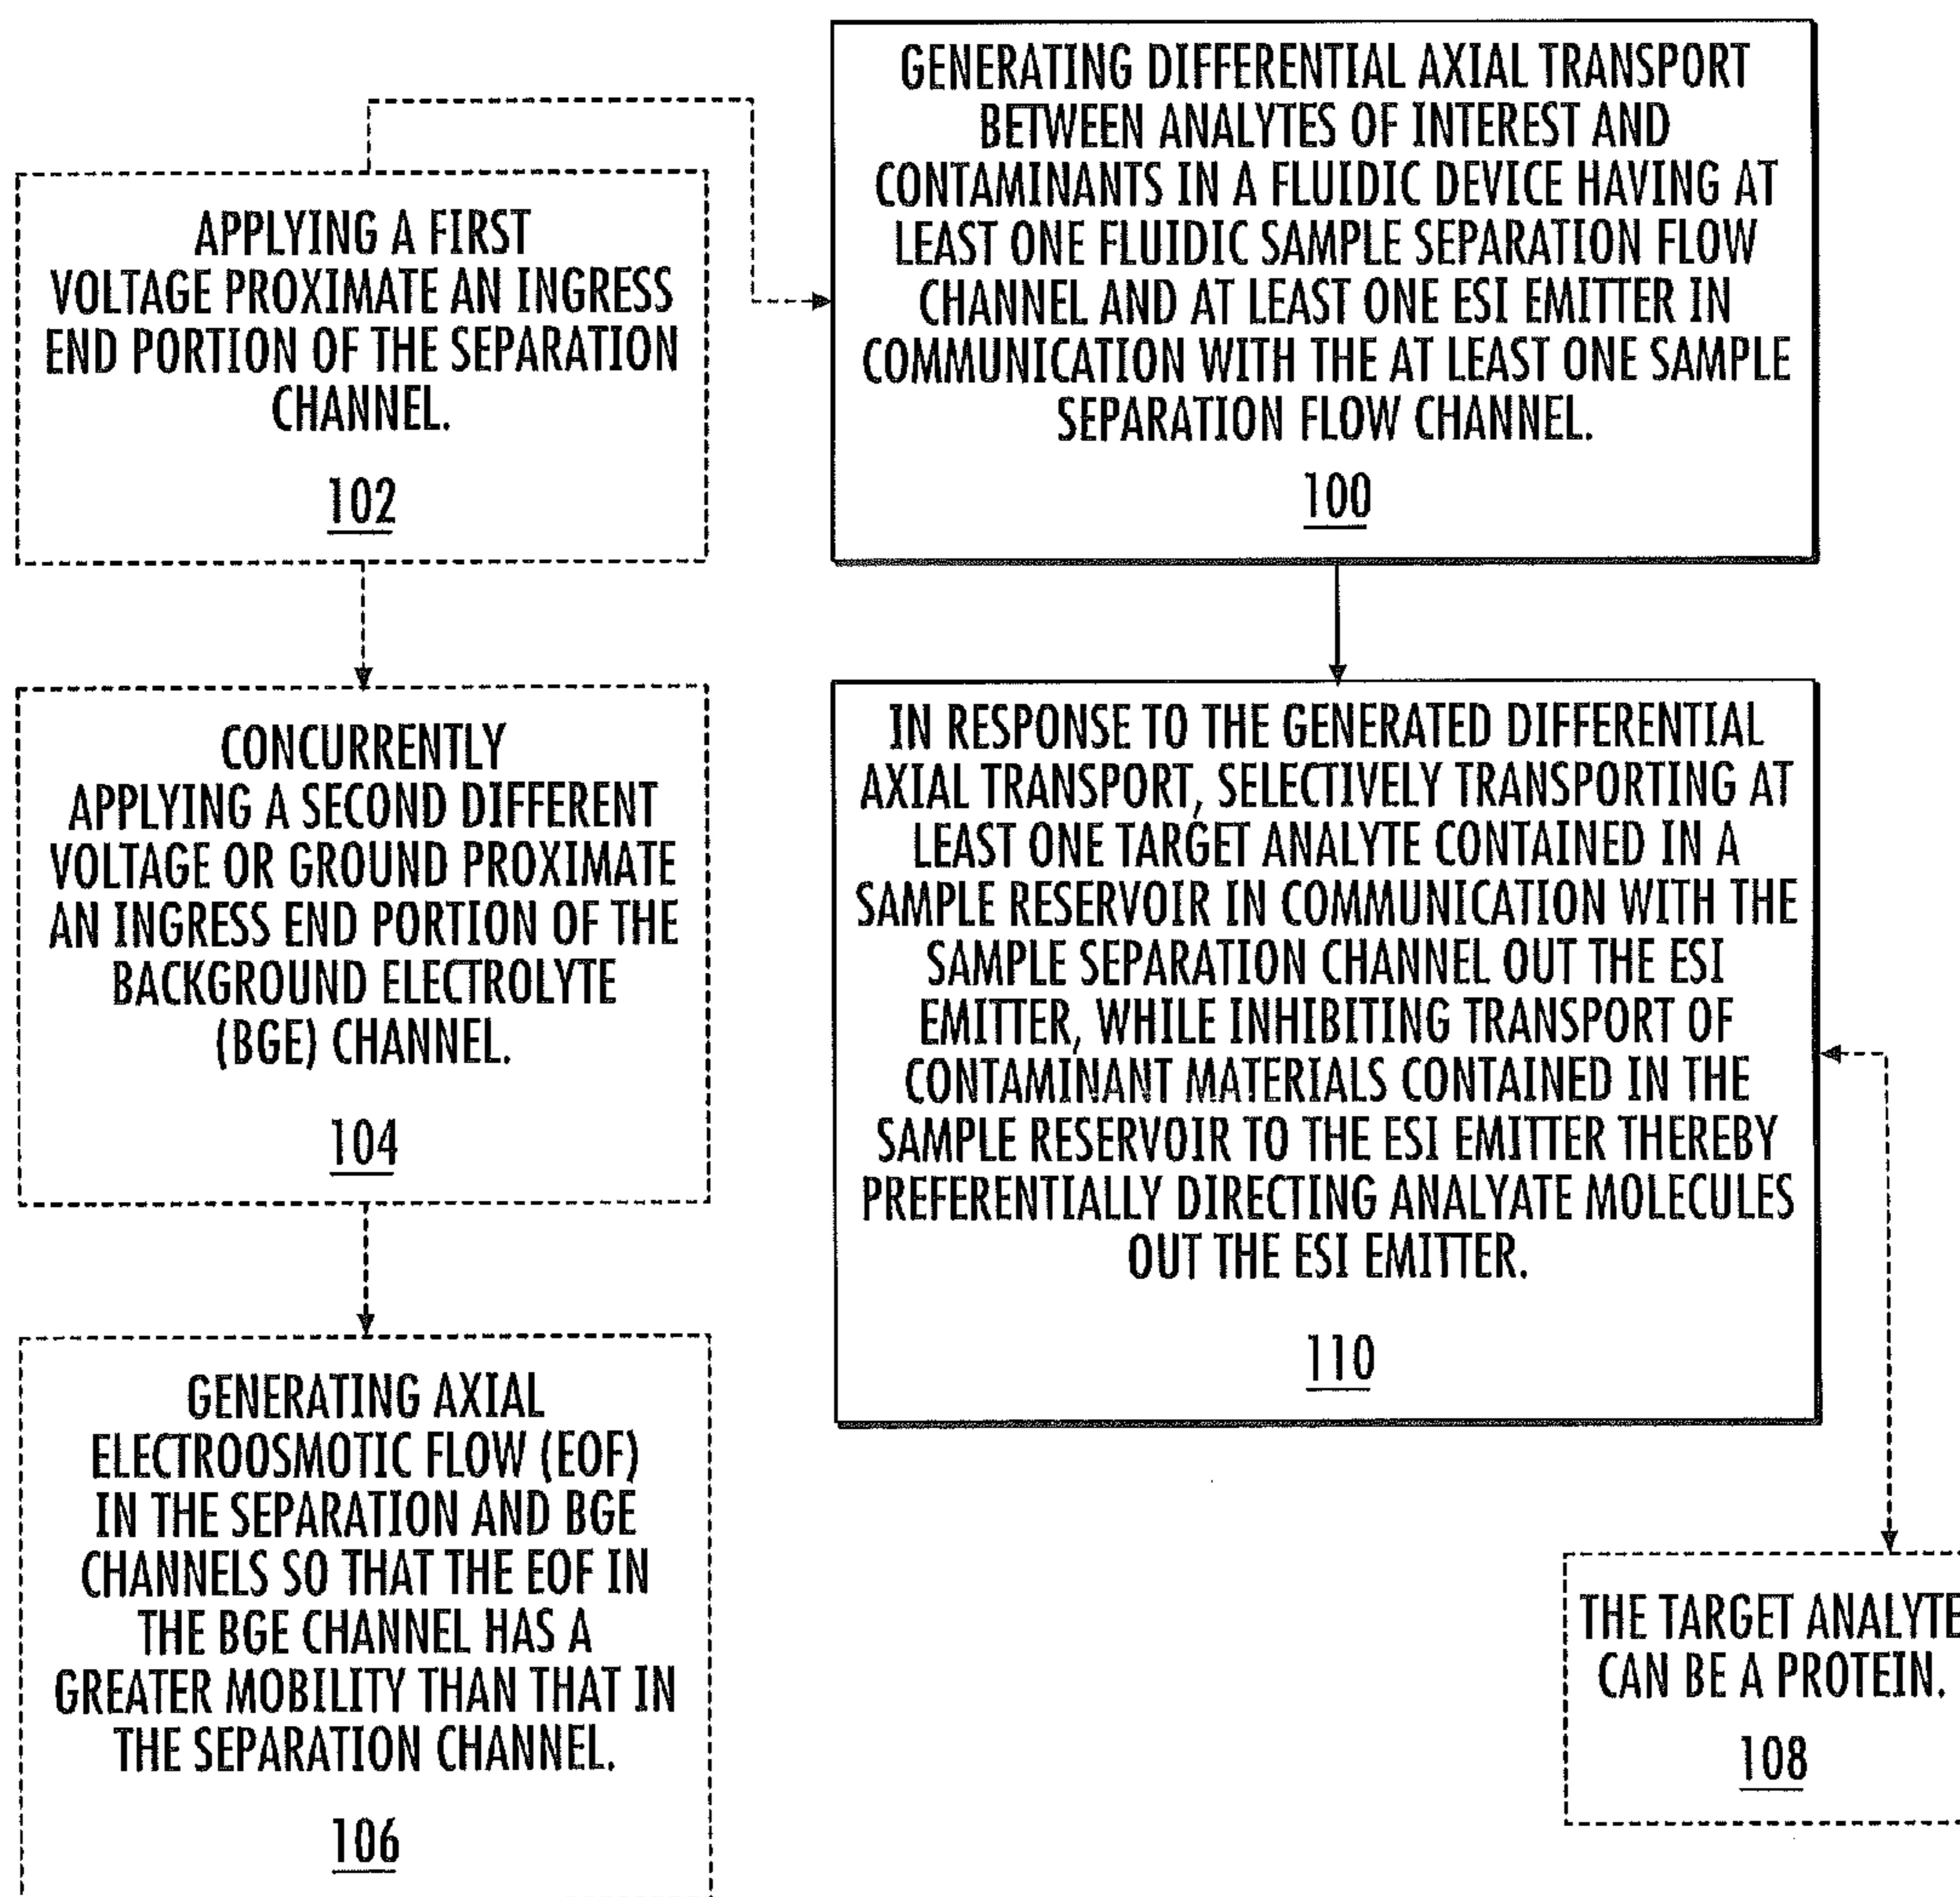 GENERATING DIFFERENTIAL AXIAL TRANSPORT
BETWEEN ANALYTES OF INTEREST AND
CONTAMINANTS IN A FLUIDIC DEVICE HAVING AT
LEAST ONE FLUIDIC SAMPLE SEPARATION FLOW
CHANNEL AND AT LEAST ONE ESI EMITTER IN
COMMUNICATION WITH THE AT LEAST ONE SAMPLE
SEPARATION FLOW CHANNEL.
100
APPLYING A FIRST
VOLTAGE PROXIMATE AN INGRESS
END PORTION OF THE SEPARATION
CHANNEL.
102
CONCURRENTLY
APPLYING A SECOND DIFFERENT
VOLTAGE OR GROUND PROXIMATE
AN INGRESS END PORTION OF THE
BACKGROUND ELECTROLYTE
(BGE) CHANNEL.
104
GENERATING AXIAL
ELECTROOSMOTIC FLOW (EOF)
IN THE SEPARATION AND BGE
CHANNELS SO THAT THE EOF IN
THE BGE CHANNEL HAS A
GREATER MOBILITY THAN THAT IN
THE SEPARATION CHANNEL.
106
IN RESPONSE TO THE GENERATED DIFFERENTIAL
AXIAL TRANSPORT, SELECTIVELY TRANSPORTING AT
LEAST ONE TARGET ANALYTE CONTAINED IN A
SAMPLE RESERVOIR IN COMMUNICATION WITH THE
SAMPLE SEPARATION CHANNEL OUT THE ESI
EMITTER, WHILE INHIBITING TRANSPORT OF
CONTAMINANT MATERIALS CONTAINED IN THE
SAMPLE RESERVOIR TO THE ESI EMITTER THEREBY
PREFERENTIALLY DIRECTING ANALYATE MOLECULES
OUT THE ESI EMITTER.
110
THE TARGET ANALYTE
CAN BE A PROTEIN.
108